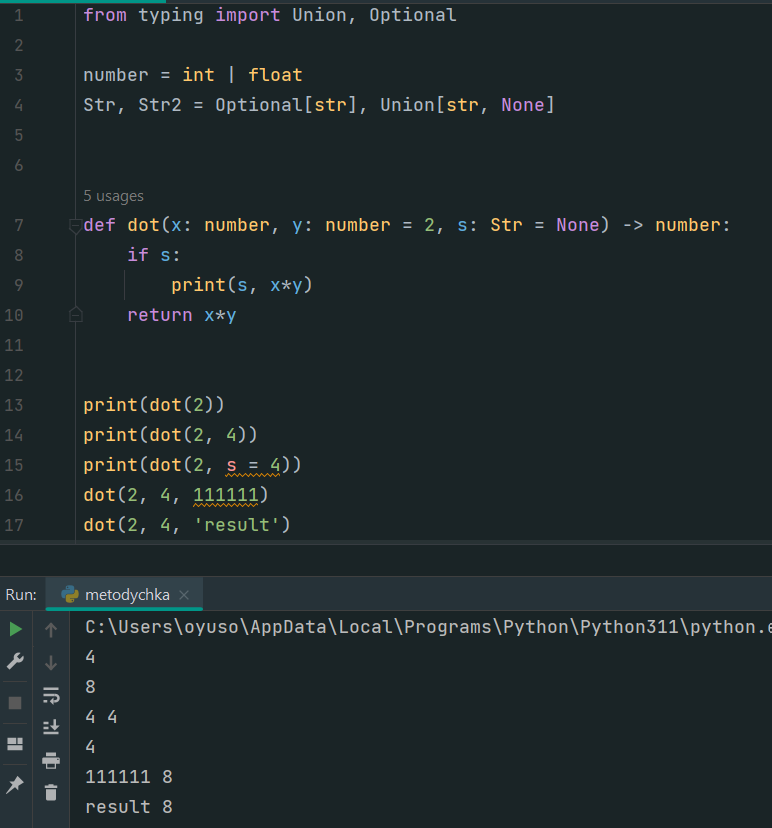 1 from typing import Union, Optional
2
3 number = int | float
4 Str, Str2 = Optional[str], Union[str, None]
5
6
5 usages
7 def dot(x: number, y: number = 2, s: Str = None) -> number:
8     if s:
9         print(s, x*y)
10     return x*y
11
12
13 print(dot(2))
14 print(dot(2, 4))
15 print(dot(2, s = 4))
16 dot(2, 4, 111111)
17 dot(2, 4, 'result')
Run: metodychka
C:\Users\oyuso\AppData\Local\Programs\Python\Python311\python.e
4
8
4 4
4
111111 8
result 8